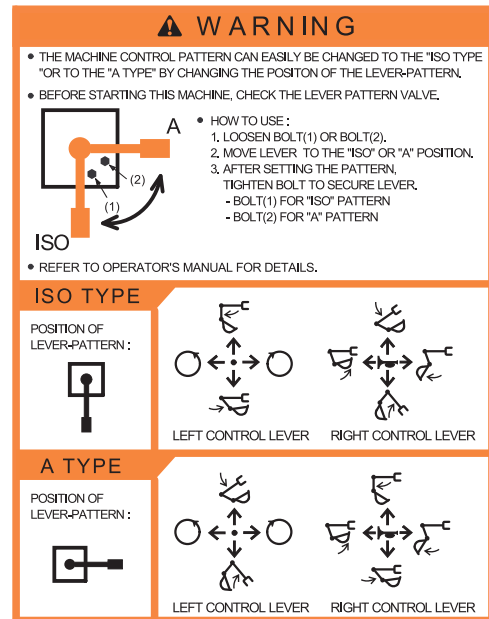 WARNING
• THE MACHINE CONTROL PATTERN CAN EASILY BE CHANGED TO THE "ISO TYPE
"OR TO THE "A TYPE" BY CHANGING THE POSITON OF THE LEVER-PATTERN.
• BEFORE STARTING THIS MACHINE, CHECK THE LEVER PATTERN VALVE.
A
(2)
(1)
ISO
• HOW TO USE :
1. LOOSEN BOLT(1) OR BOLT(2).
2. MOVE LEVER TO THE "ISO" OR "A" POSITION.
3. AFTER SETTING THE PATTERN,
TIGHTEN BOLT TO SECURE LEVER.
- BOLT(1) FOR "ISO" PATTERN
- BOLT(2) FOR "A" PATTERN
• REFER TO OPERATOR'S MANUAL FOR DETAILS.
ISO TYPE
POSITION OF
LEVER-PATTERN :
LEFT CONTROL LEVER
RIGHT CONTROL LEVER
A TYPE
POSITION OF
LEVER-PATTERN :
LEFT CONTROL LEVER
RIGHT CONTROL LEVER